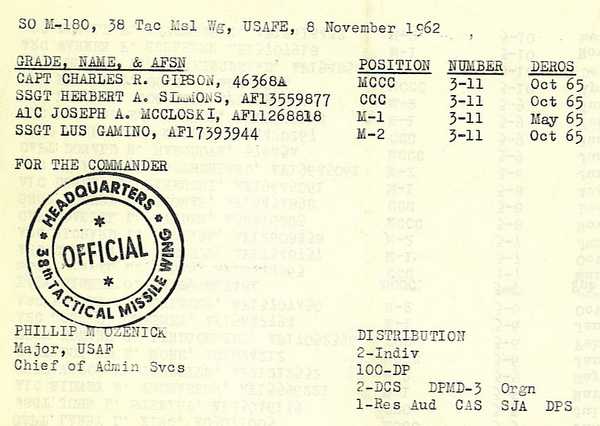 SO M-180, 38 Tac Msl Wg, USAFE, 8 November 1962
GRADE, NAME, & AFSN POSITION NUMBER DEROS
CAPT CHARLES R. GIPSON, 46368A MCCC 3-11 Oct 65
SSGT HERBERT A. SIMMONS, AF13559877 CCC 3-11 Oct 65
A1C JOSEPH A. MCCLOSKI, AF11268818 M-1 3-11 May 65
SSGT LUS GAMINO, AF17393944 M-2 3-11 Oct 65
FOR THE COMMANDER
HEADQUARTERS
OFFICIAL
38th TACTICAL MISSILE WING
PHILLIP M OZENICK
Major, USAF
Chief of Admin Svcs
DISTRIBUTION
2-Indiv
100-DP
2-DCS DPMD-3 Orgn
1-Res Aud CAS SJA DPS